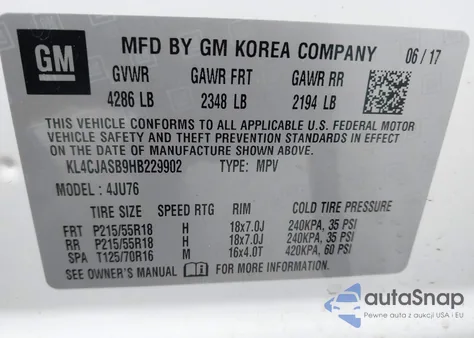 GM MFD BY GM KOREA COMPANY 06/17
GVWR GAWR FRT GAWR RR
4286 LB 2348 LB 2194 LB
THIS VEHICLE CONFORMS TO ALL APPLICABLE U.S. FEDERAL MOTOR
VEHICLE SAFETY AND THEFT PREVENTION STANDARDS IN EFFECT
ON THE DATE OF MANUFACTURE SHOWN ABOVE.
KL4CJASB9HB229902 TYPE: MPV
MODEL: 4JU76
TIRE SIZE SPEED RTG RIM COLD TIRE PRESSURE
FRT P215/55R18 H 18x7.0J 240KPA, 35 PSI
RR P215/55R18 H 18x7.0J 240KPA, 35 PSI
SPA T125/70R16 M 16x4.0T 420KPA, 60 PSI
SEE OWNER'S MANUAL FOR MORE INFORMATION.
autoSnap
Pewne auta z aukcji w USA i EU